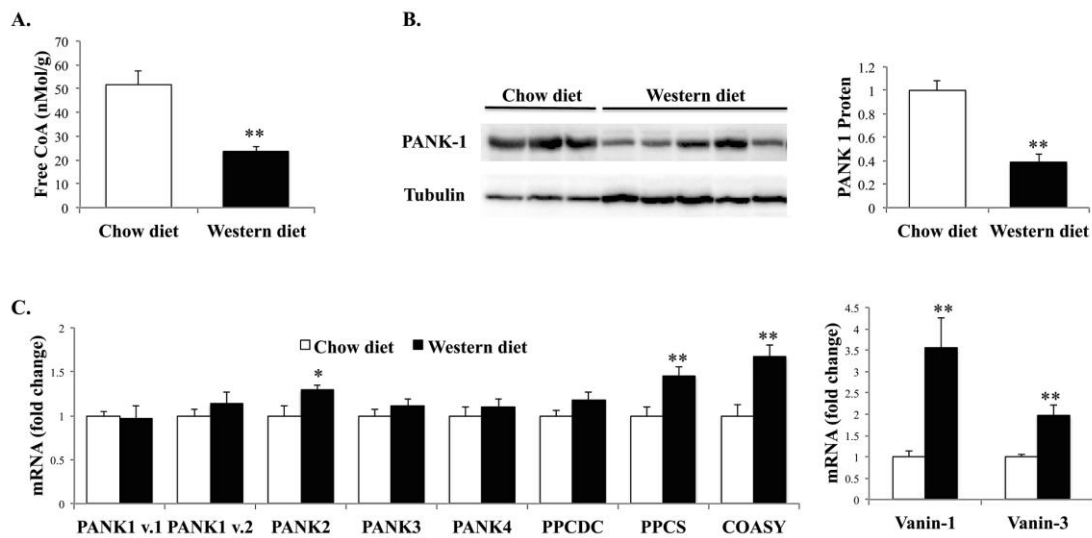 A.
Free CoA (nMol/g)
70
60
50
40
30
20
10
0
**
Chow diet Western diet
B.
Chow diet Western diet
PANK-1
Tubulin
PANK 1 Proten
1.2
1
0.8
0.6
0.4
0.2
0
**
Chow diet Western diet
C.
mRNA (fold change)
2
1.5
1
0.5
0
Chow diet Western diet
*
**
**
PANK1 v.1 PANK1 v.2 PANK2 PANK3 PANK4 PPCDC PPCS COASY
mRNA (fold change)
4.5
4
3.5
3
2.5
2
1.5
1
0.5
0
**
**
Vanin-1 Vanin-3